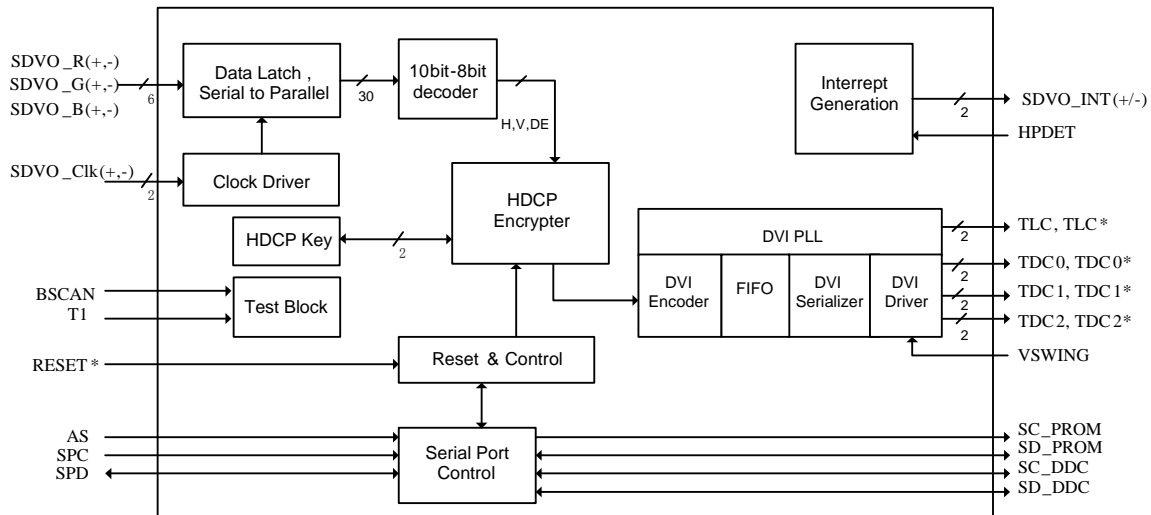 SDVO_R(+,-)
SDVO_G(+,-)
SDVO_B(+,-)
6
Data Latch ,
Serial to Parallel
30
10bit-8bit
decoder
H,V,DE
Interrept
Generation
2
SDVO_INT(+/-)
HPDET
SDVO_Clk(+,-)
2
Clock Driver
HDCP
Encrypter
HDCP Key
2
DVI PLL
DVI
Encoder
FIFO
DVI
Serializer
DVI
Driver
2
TLC, TLC*
2
TDC0, TDC0*
2
TDC1, TDC1*
2
TDC2, TDC2*
VSWING
BSCAN
T1
Test Block
RESET*
Reset & Control
AS
SPC
SPD
Serial Port
Control
SC_PROM
SD_PROM
SC_DDC
SD_DDC